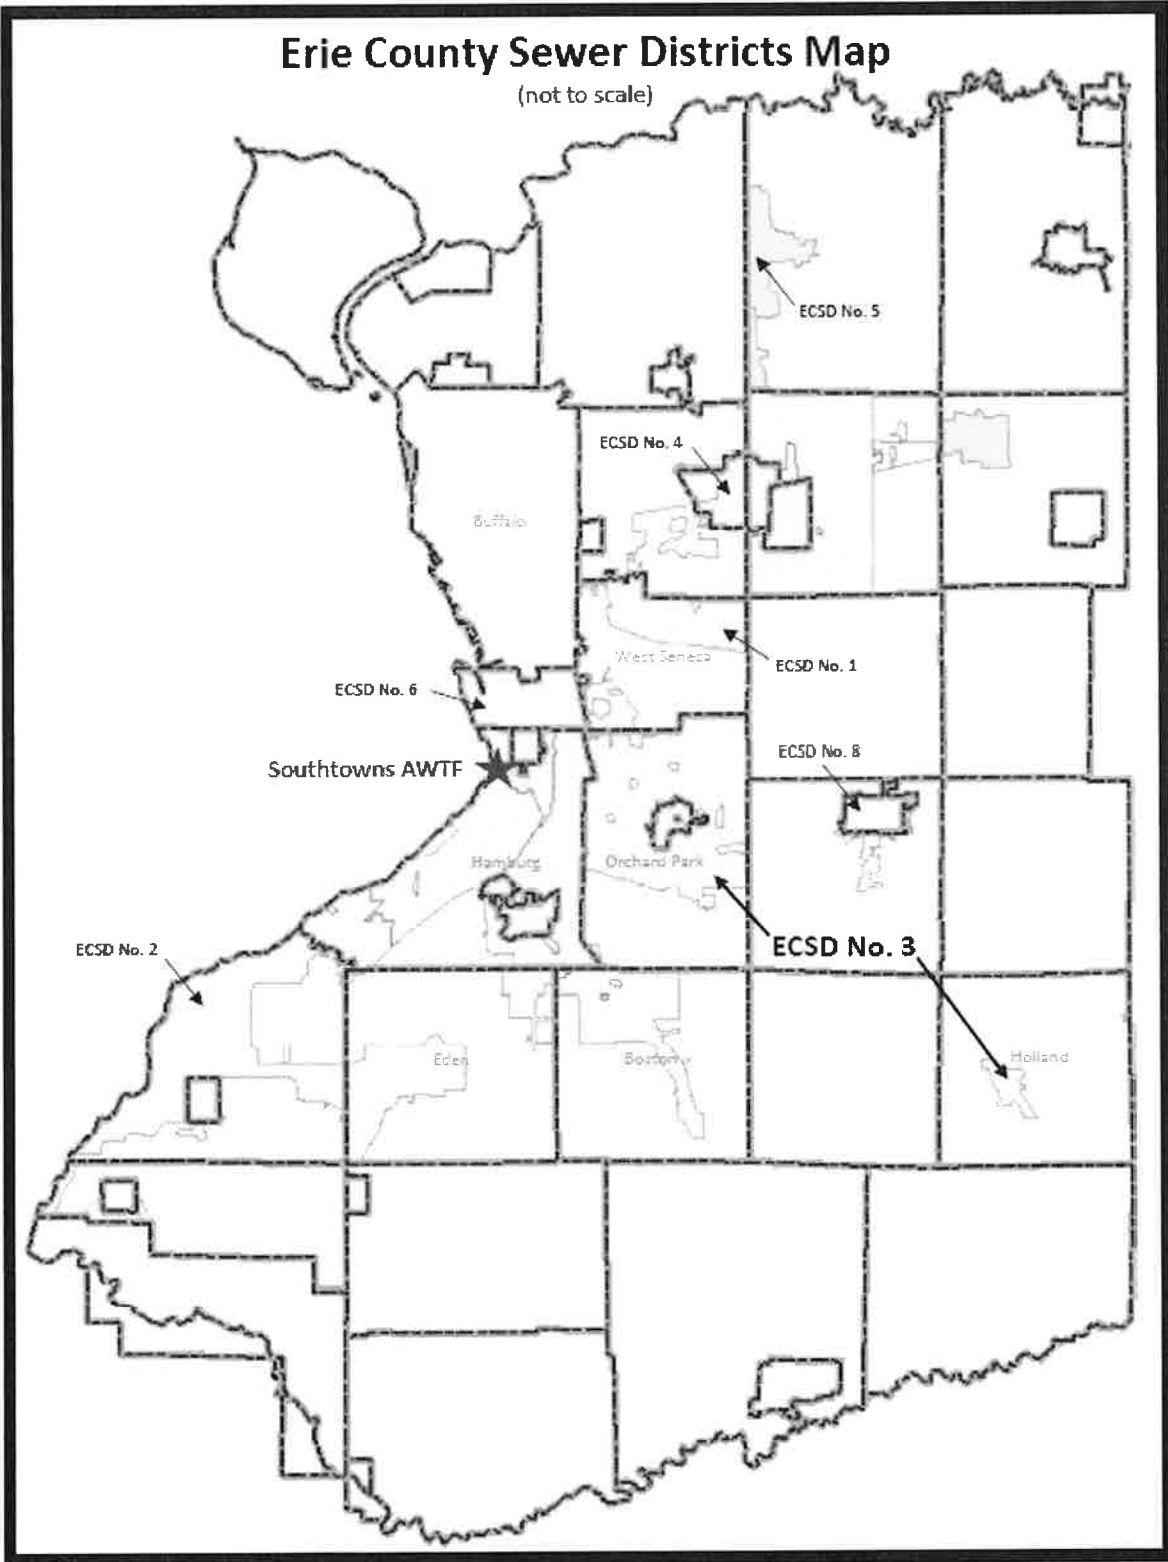 Erie County Sewer Districts Map
(not to scale)
ECSD No. 5
ECSD No. 4
Buffalo
West Seneca
ECSD No. 1
ECSD No. 6
ECSD No. 8
Southtowns AWTF
Hamburg
Orchard Park
ECSD No. 3
ECSD No. 2
Eden
Boston
Holland